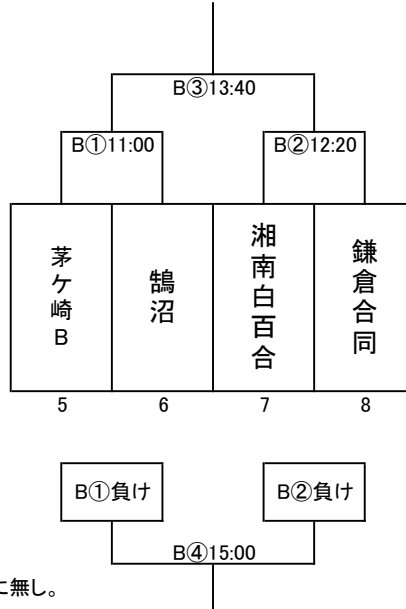 B③13:40
B①11:00
B②12:20
茅ケ崎B
鵠沼
湘南白百合
鎌倉合同
5
6
7
8
B①負け
B②負け
B④15:00
に無し。